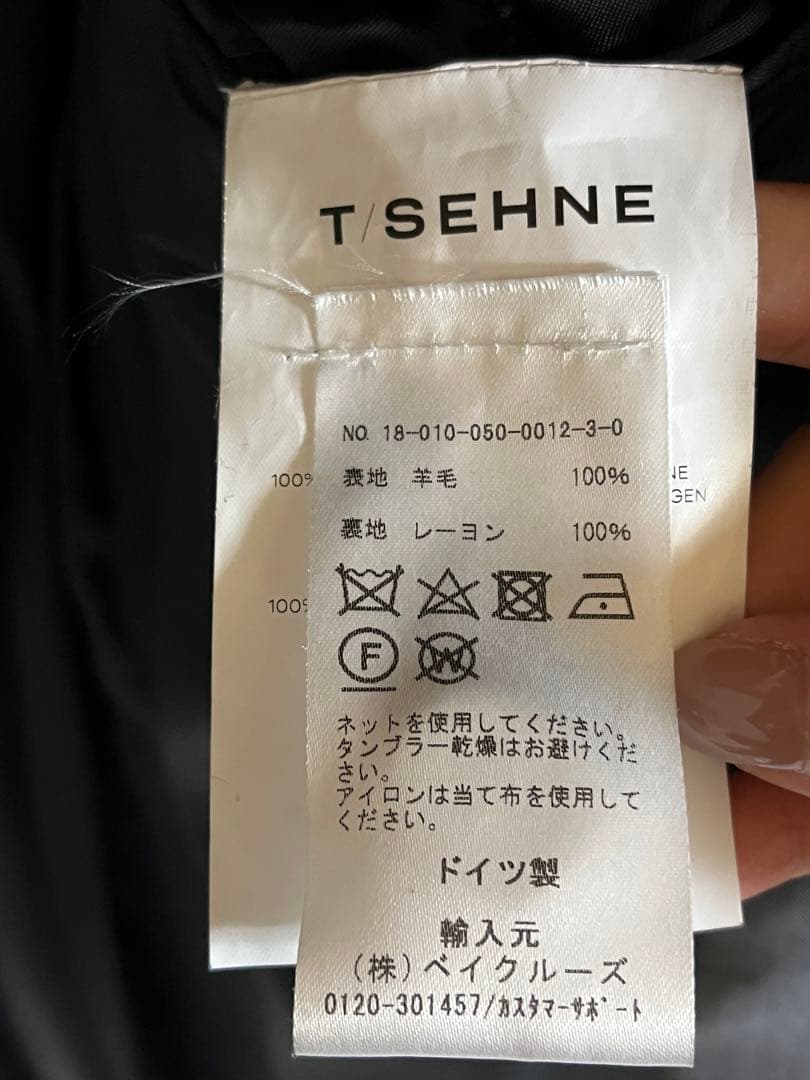 T/SEHNE
NO. 18-010-050-0012-3-0
100%
表地 羊毛 100%
NE
GEN
裏地 レーヨン 100%
100%
F
W
ネットを使用してください。
タンブラー乾燥はお避けくだ
さい。
アイロンは当て布を使用して
ください。
ドイツ製
輸入元
(株)ベイクルーズ
0120-301457/カスタマーサポート